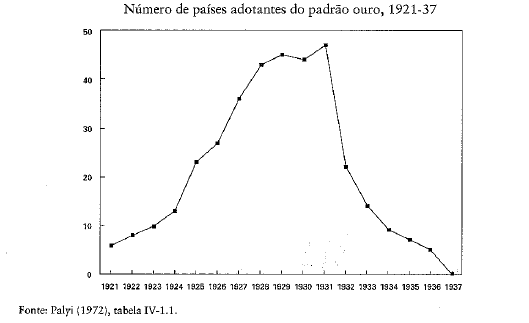 Número de países adotantes do padrão ouro, 1921-37
50
40
30
20
10
0
1921 1922 1923 1924 1925 1926 1927 1928 1929 1930 1931 1932 1933 1934 1935 1936 1937
Fonte: Palyi (1972), tabela IV-1.1.